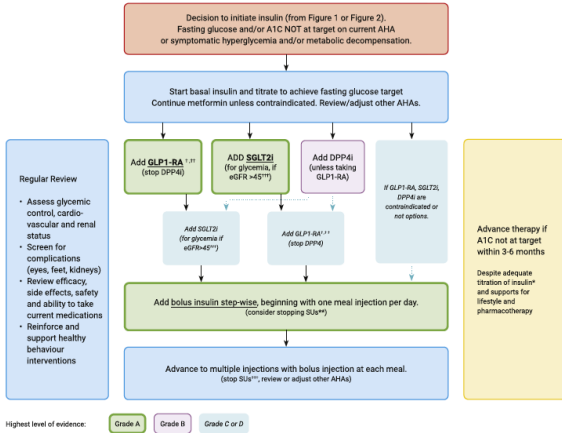 Decision to initiate insulin (from Figure 1 or Figure 2).
Fasting glucose and/or A1C NOT at target on current AHA
or symptomatic hyperglycemia and/or metabolic decompensation.
Start basal insulin and titrate to achieve fasting glucose target
Continue metformin unless contraindicated. Review/adjust other AHAs.
Regular Review
• Assess glycemic
control, cardio-
vascular and renal
status
• Screen for
complications
(eyes, feet, kidneys)
• Review efficacy,
side effects, safety
and ability to take
current medications
• Reinforce and
support healthy
behaviour
interventions
Add GLP1-RA †,††
(stop DPP4i)
ADD SGLT2i
(for glycemia, if
eGFR >45†††)
Add DPP4i
(unless taking
GLP1-RA)
If GLP1-RA, SGLT2i,
DPP4i are
contraindicated or
not options.
Add SGLT2i
(for glycemia if
eGFR>45†††)
Add GLP1-RA†,††
(stop DPP4)
Add bolus insulin step-wise, beginning with one meal injection per day.
(consider stopping SUs##)
Advance to multiple injections with bolus injection at each meal.
(stop SUs, review or adjust other AHAs)
Advance therapy if
A1C not at target
within 3-6 months
Despite adequate
titration of insulin*
and supports for
lifestyle and
pharmacotherapy
Highest level of evidence:
Grade A
Grade B
Grade C or D